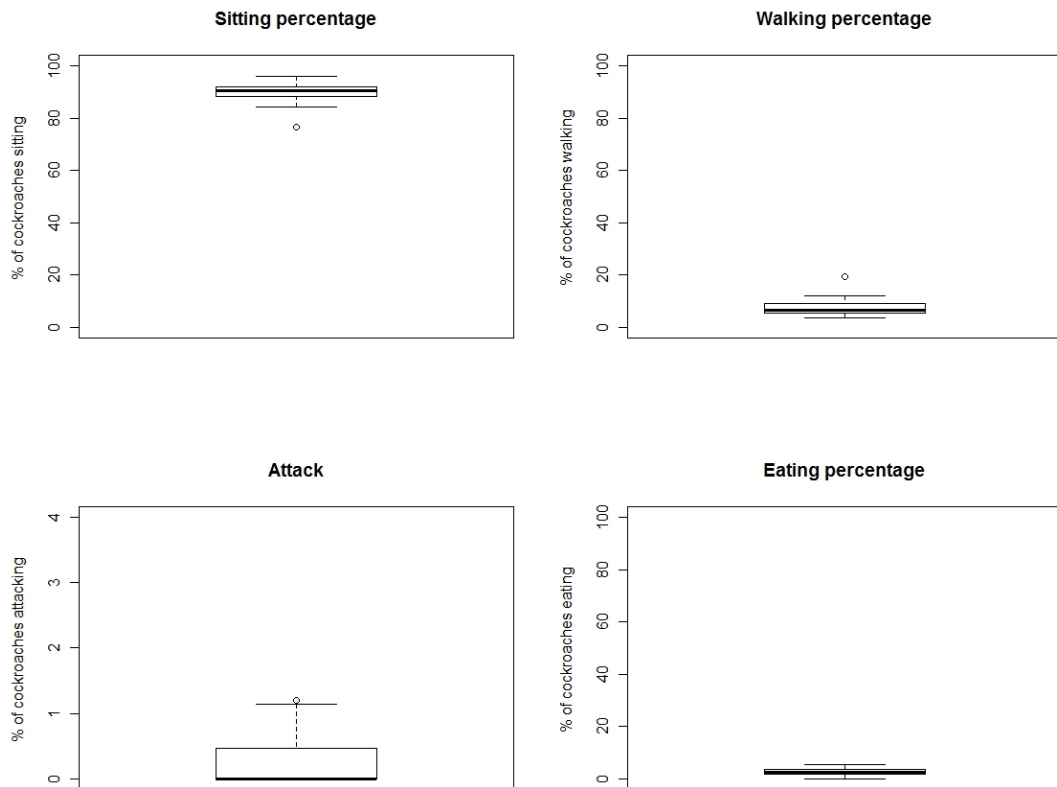 Sitting percentage
% of cockroaches sitting
0 20 40 60 80 100
Walking percentage
% of cockroaches walking
0 20 40 60 80 100
Attack
% of cockroaches attacking
0 1 2 3 4
Eating percentage
% of cockroaches eating
0 20 40 60 80 100